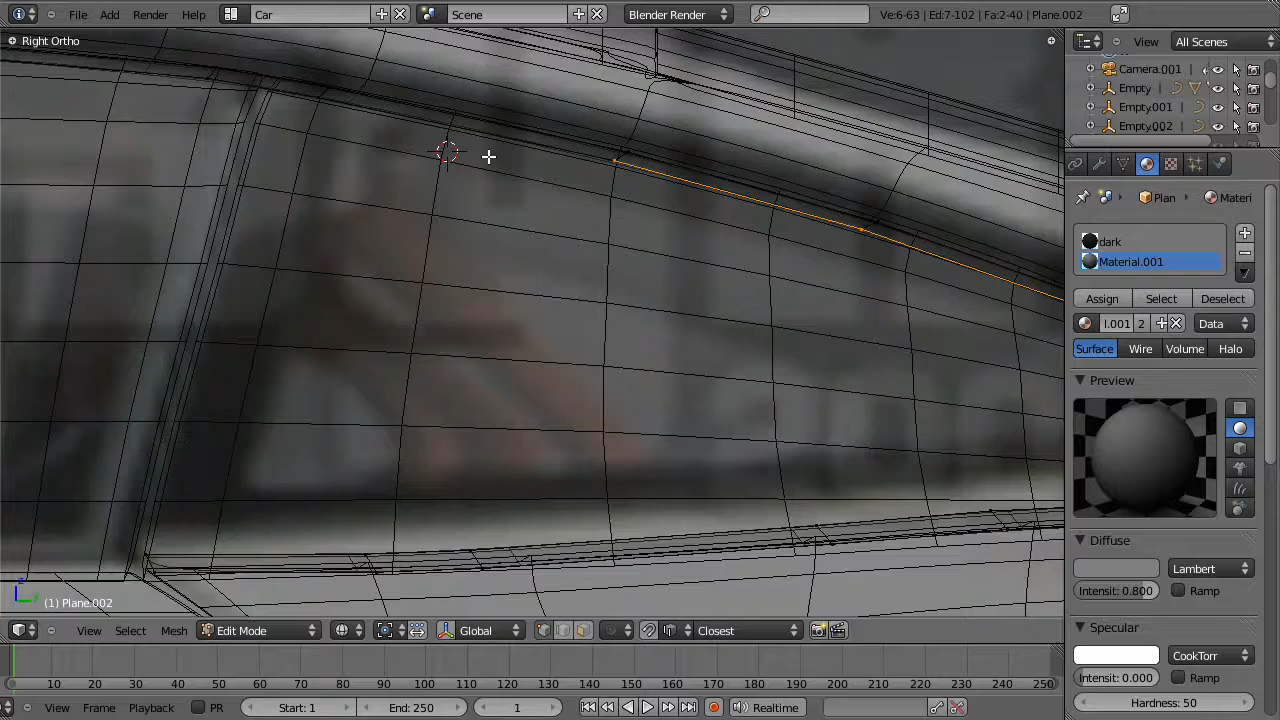 File Add Render Help Car Scene Blender Render Ve:6-63 | Ed:7-102 | Fa:2-40 | Plane.002
Right Ortho
View All Scenes
Camera.001 |
Empty |
Empty.001 |
Empty.002 |
Plan Materi
dark
Material.001
Assign Select Deselect
l.001 2 Data
Surface Wire Volume Halo
Preview
Diffuse
Lambert
Intensit: 0.800 Ramp
z
y
(1) Plane.002
View Select Mesh Edit Mode Global Closest
Specular
CookTorr
Intensit: 0.000 Ramp
Hardness: 50
10 20 30 40 50 60 70 80 90 100 110 120 130 140 150 160 170 180 190 200 210 220 230 240 250
View Frame Playback PR Start: 1 End: 250 1 Realtime